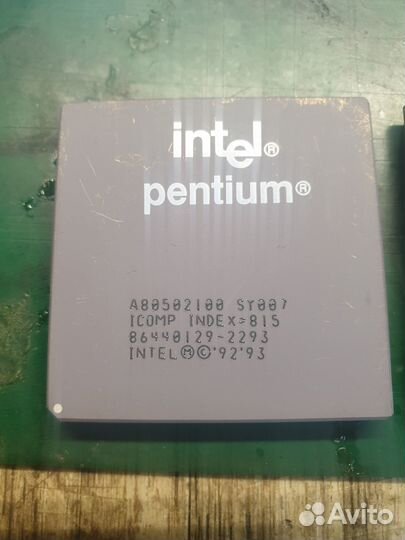 intel®
pentium®
A80502100 SY007
ICOMP INDEX=815
86440129-2293
INTEL Ⓜ©'92'93
Avito